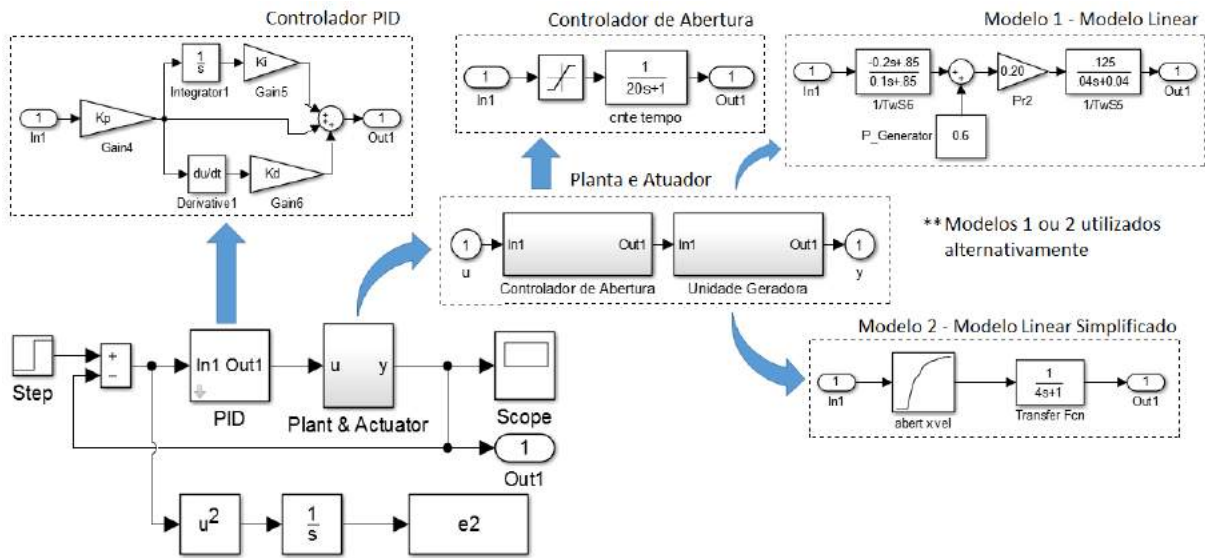 Controlador PID
1
s
Ki
Integrator1
Gain5
1
In1
Kp
Gain4
+
+
+
1
Out1
du/dt
Kd
Derivative1
Gain6
Controlador de Abertura
1
In1
1
20s+1
cnte tempo
1
Out1
Modelo 1 - Modelo Linear
1
In1
-0.2s+.85
0.1s+.85
1/TwS6
+
+
0.20
Pr2
.125
.04s+0.04
1/TwS5
1
Out1
P_Generator
0.6
Planta e Atuador
1
u
In1 Out1
Controlador de Abertura
In1 Out1
Unidade Geradora
1
y
** Modelos 1 ou 2 utilizados
alternativamente
Modelo 2 - Modelo Linear Simplificado
1
In1
abert x vel
1
4s+1
Transfer Fcn
1
Out1
Step
+
−
In1 Out1
PID
u y
Plant & Actuator
Scope
1
Out1
u²
1
s
e2